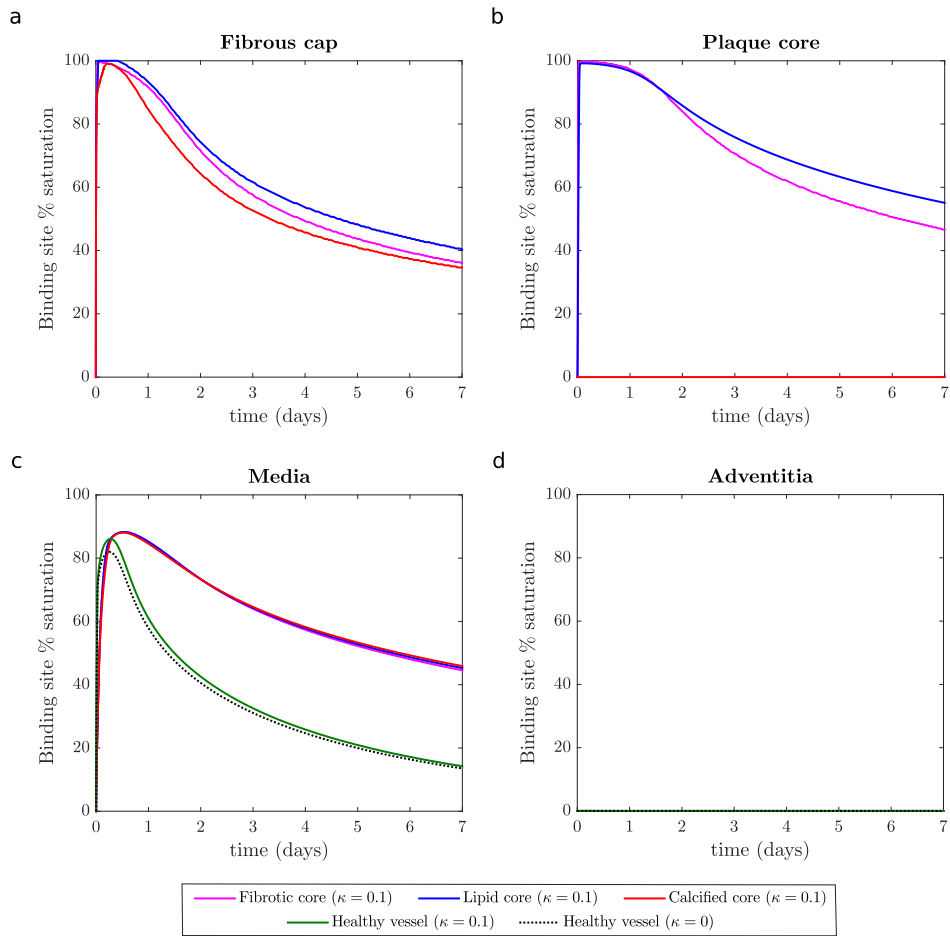 a
Fibrous cap
100
80
60
40
20
0
0 1 2 3 4 5 6 7
Binding site % saturation
time (days)
b
Plaque core
100
80
60
40
20
0
0 1 2 3 4 5 6 7
Binding site % saturation
time (days)
c
Media
100
80
60
40
20
0
0 1 2 3 4 5 6 7
Binding site % saturation
time (days)
d
Adventitia
100
80
60
40
20
0
0 1 2 3 4 5 6 7
Binding site % saturation
time (days)
Fibrotic core (κ = 0.1) Lipid core (κ = 0.1) Calcified core (κ = 0.1)
Healthy vessel (κ = 0.1) Healthy vessel (κ = 0)